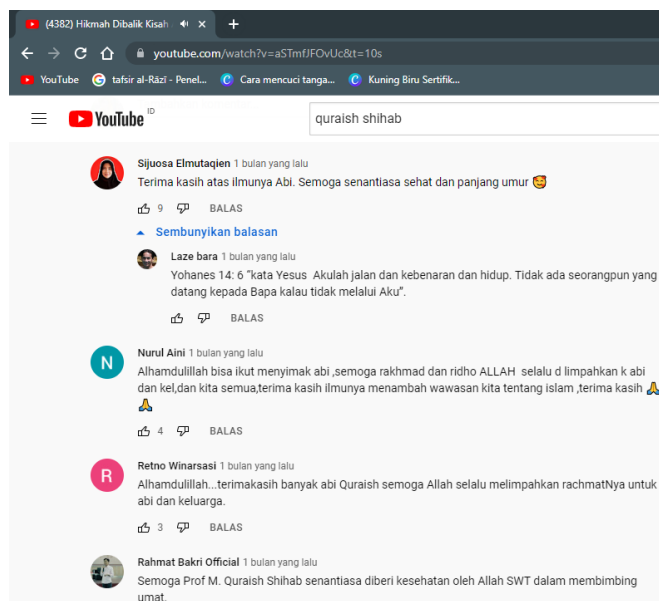 (4382) Hikmah Dibalik Kisah
youtube.com/watch?v=aSTmfJFOvUc&t=10s
YouTube
tafsir al-Rāzī - Penel...
Cara mencuci tanga...
Kuning Biru Sertifik...
YouTube ID
quraish shihab
Sijuosa Elmutaqien 1 bulan yang lalu
Terima kasih atas ilmunya Abi. Semoga senantiasa sehat dan panjang umur 🥰
9 BALAS
Sembunyikan balasan
Laze bara 1 bulan yang lalu
Yohanes 14: 6 "kata Yesus Akulah jalan dan kebenaran dan hidup. Tidak ada seorangpun yang
datang kepada Bapa kalau tidak melalui Aku".
BALAS
N
Nurul Aini 1 bulan yang lalu
Alhamdulillah bisa ikut menyimak abi ,semoga rakhmad dan ridho ALLAH selalu d limpahkan k abi
dan kel,dan kita semua,terima kasih ilmunya menambah wawasan kita tentang islam ,terima kasih 🙏
🙏
4 BALAS
R
Retno Winarsasi 1 bulan yang lalu
Alhamdulillah...terimakasih banyak abi Quraish semoga Allah selalu melimpahkan rachmatNya untuk
abi dan keluarga.
3 BALAS
Rahmat Bakri Official 1 bulan yang lalu
Semoga Prof M. Quraish Shihab senantiasa diberi kesehatan oleh Allah SWT dalam membimbing
umat.